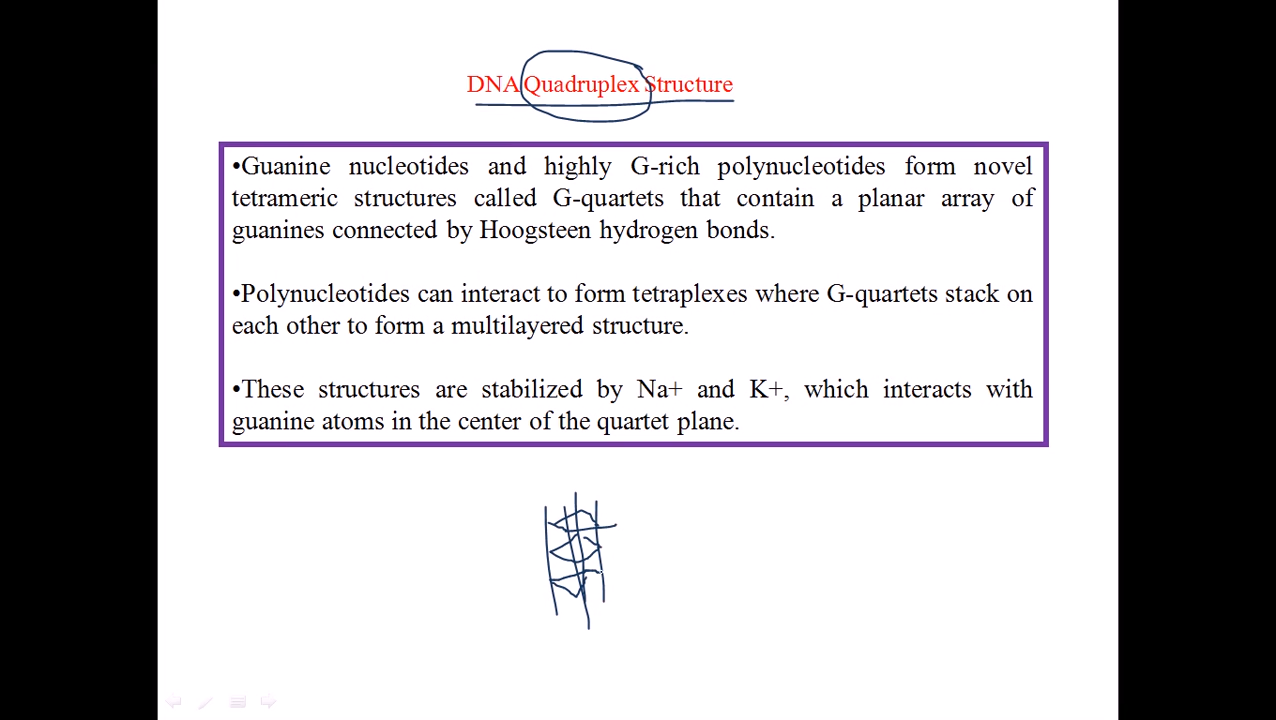 DNA Quadruplex Structure
•Guanine nucleotides and highly G-rich polynucleotides form novel
tetrameric structures called G-quartets that contain a planar array of
guanines connected by Hoogsteen hydrogen bonds.
•Polynucleotides can interact to form tetraplexes where G-quartets stack on
each other to form a multilayered structure.
•These structures are stabilized by Na+ and K+, which interacts with
guanine atoms in the center of the quartet plane.